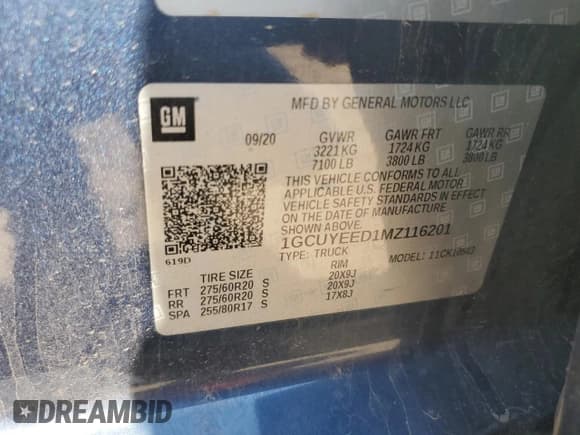 GM
MFD BY GENERAL MOTORS LLC
09/20 GVWR GAWR FRT GAWR RR
3221 KG 1724 KG 1724 KG
7100 LB 3800 LB 3800 LB
THIS VEHICLE CONFORMS TO ALL
APPLICABLE U.S. FEDERAL MOTOR
VEHICLE SAFETY STANDARDS IN EFFECT
ON THE DATE OF MANUFACTURE.
1GCUYEED1MZ116201
TYPE: TRUCK MODEL: 11CK10543
619D
TIRE SIZE RIM
FRT 275/60R20 S 20X9J
RR 275/60R20 S 20X9J
SPA 255/80R17 S 17X8J
DREAMBID